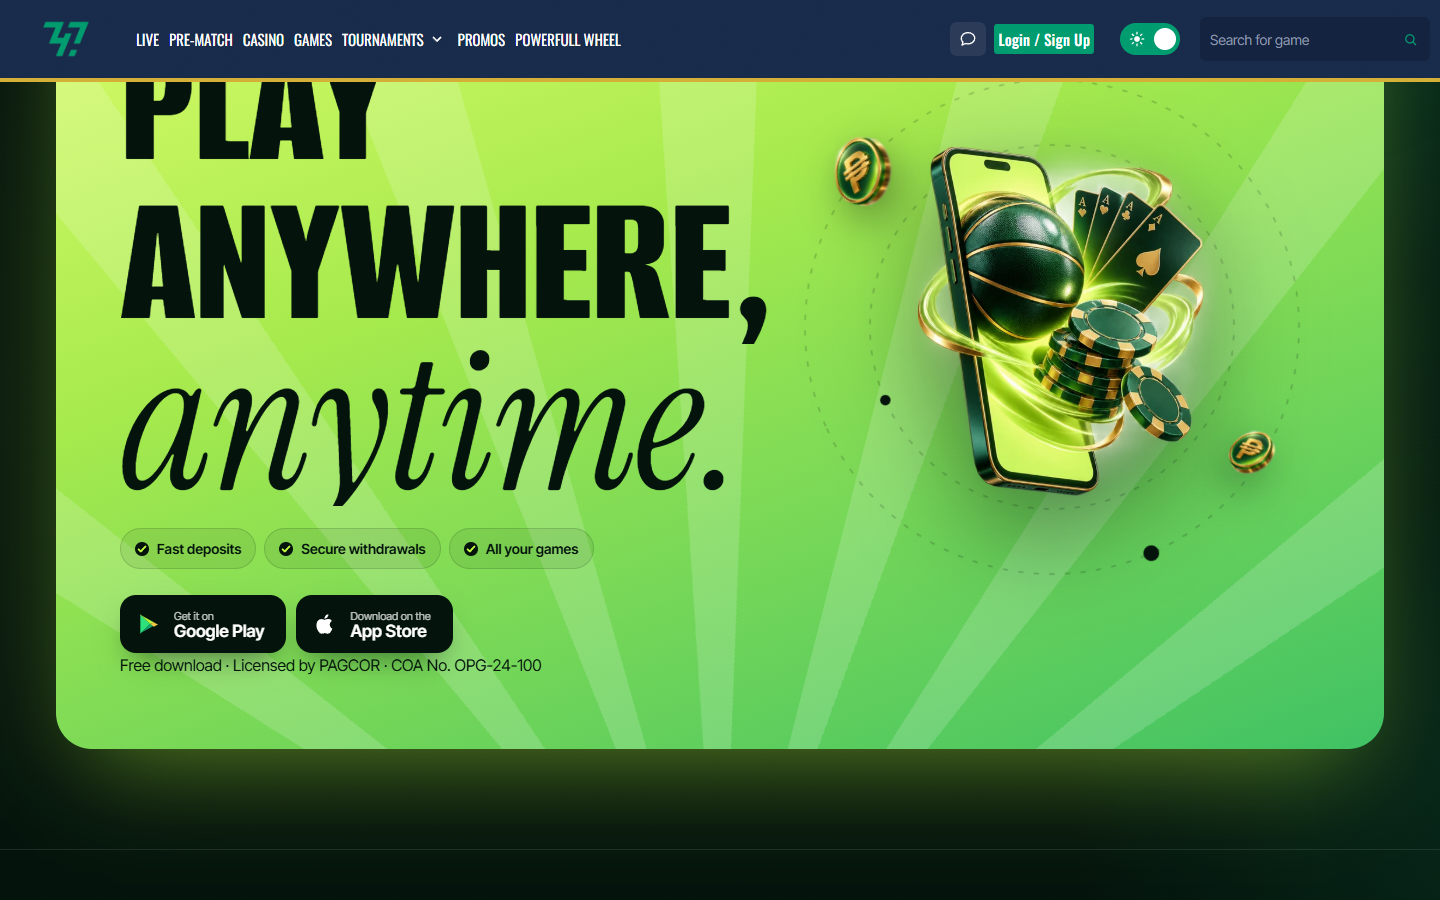 747
LIVE PRE-MATCH CASINO GAMES TOURNAMENTS PROMOS POWERFULL WHEEL
Login / Sign Up
Search for game
PLAY
ANYWHERE,
anytime.
Fast deposits
Secure withdrawals
All your games
Get it on
Google Play
Download on the
App Store
Free download · Licensed by PAGCOR · COA No. OPG-24-100
A
A
A
A